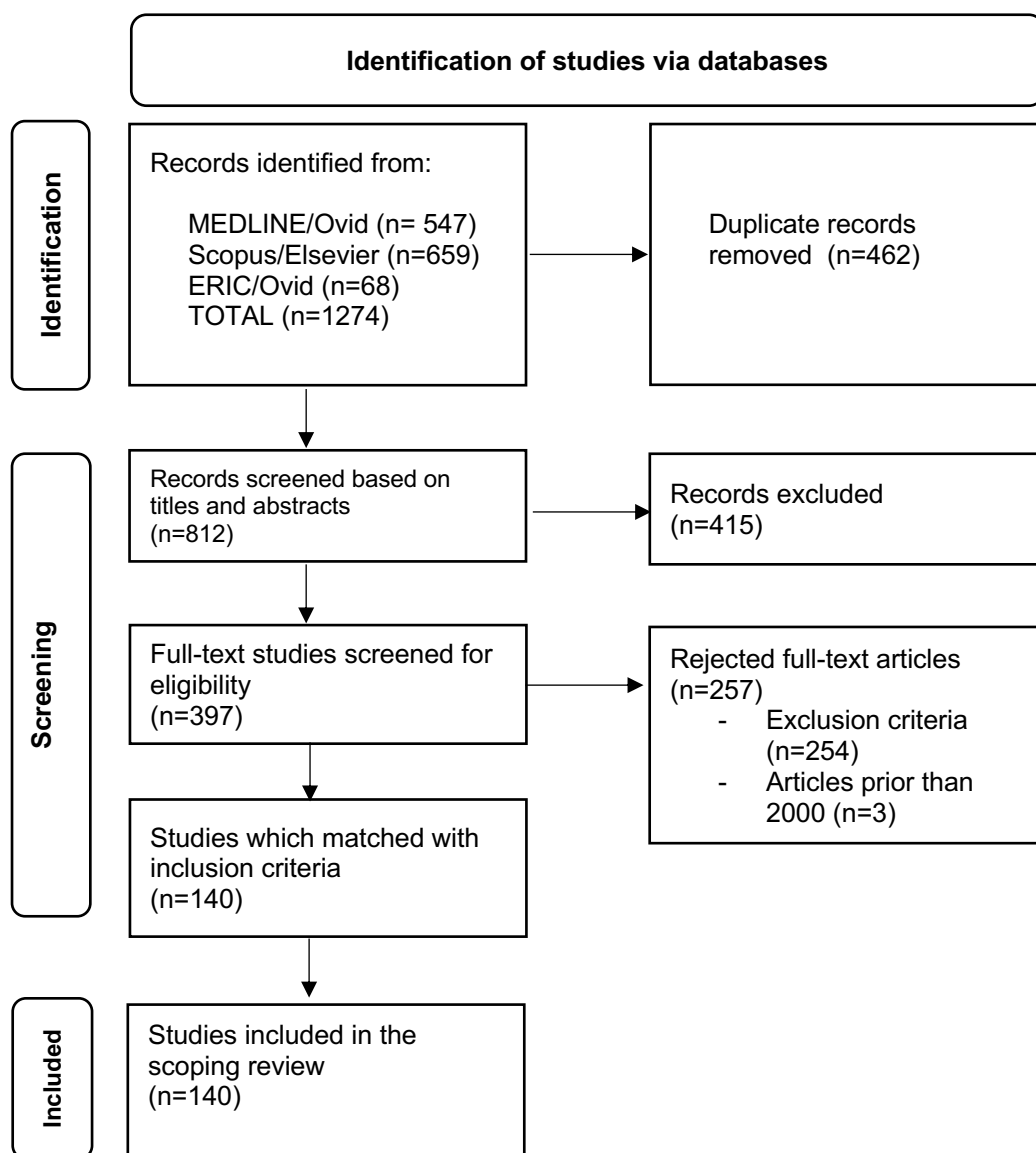 Identification of studies via databases
Identification
Records identified from:
MEDLINE/Ovid (n= 547)
Scopus/Elsevier (n=659)
ERIC/Ovid (n=68)
TOTAL (n=1274)
Duplicate records
removed (n=462)
Screening
Records screened based on
titles and abstracts
(n=812)
Records excluded
(n=415)
Full-text studies screened for
eligibility
(n=397)
Rejected full-text articles
(n=257)
- Exclusion criteria
(n=254)
- Articles prior than
2000 (n=3)
Studies which matched with
inclusion criteria
(n=140)
Included
Studies included in the
scoping review
(n=140)